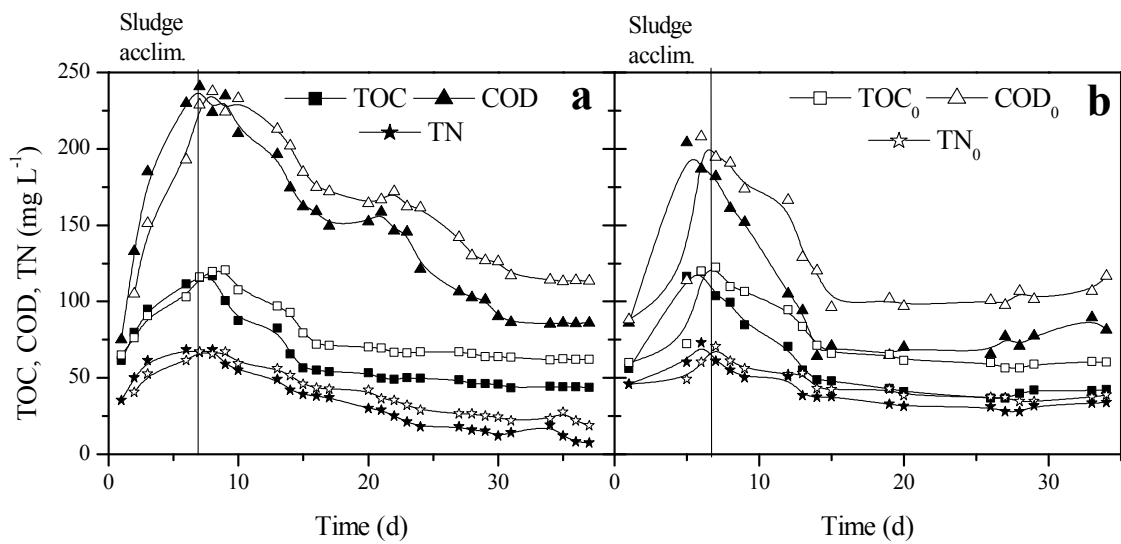 Sludge
acclim.
Sludge
acclim.
250
200
150
100
50
0
TOC, COD, TN (mg L⁻¹)
TOC COD
TN
a
TOC₀ COD₀
TN₀
b
0 10 20 30 0 10 20 30
Time (d) Time (d)